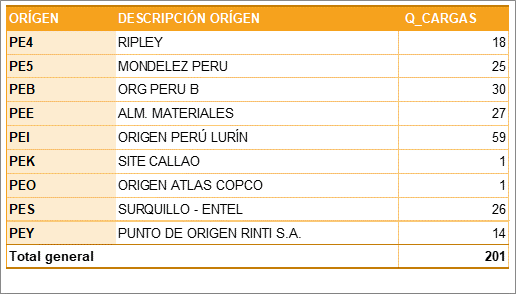 ORÍGEN DESCRIPCIÓN ORÍGEN Q_CARGAS
PE4 RIPLEY 18
PE5 MONDELEZ PERU 25
PEB ORG PERU B 30
PEE ALM. MATERIALES 27
PEI ORIGEN PERÚ LURÍN 59
PEK SITE CALLAO 1
PEO ORIGEN ATLAS COPCO 1
PES SURQUILLO - ENTEL 26
PEY PUNTO DE ORIGEN RINTI S.A. 14
Total general 201